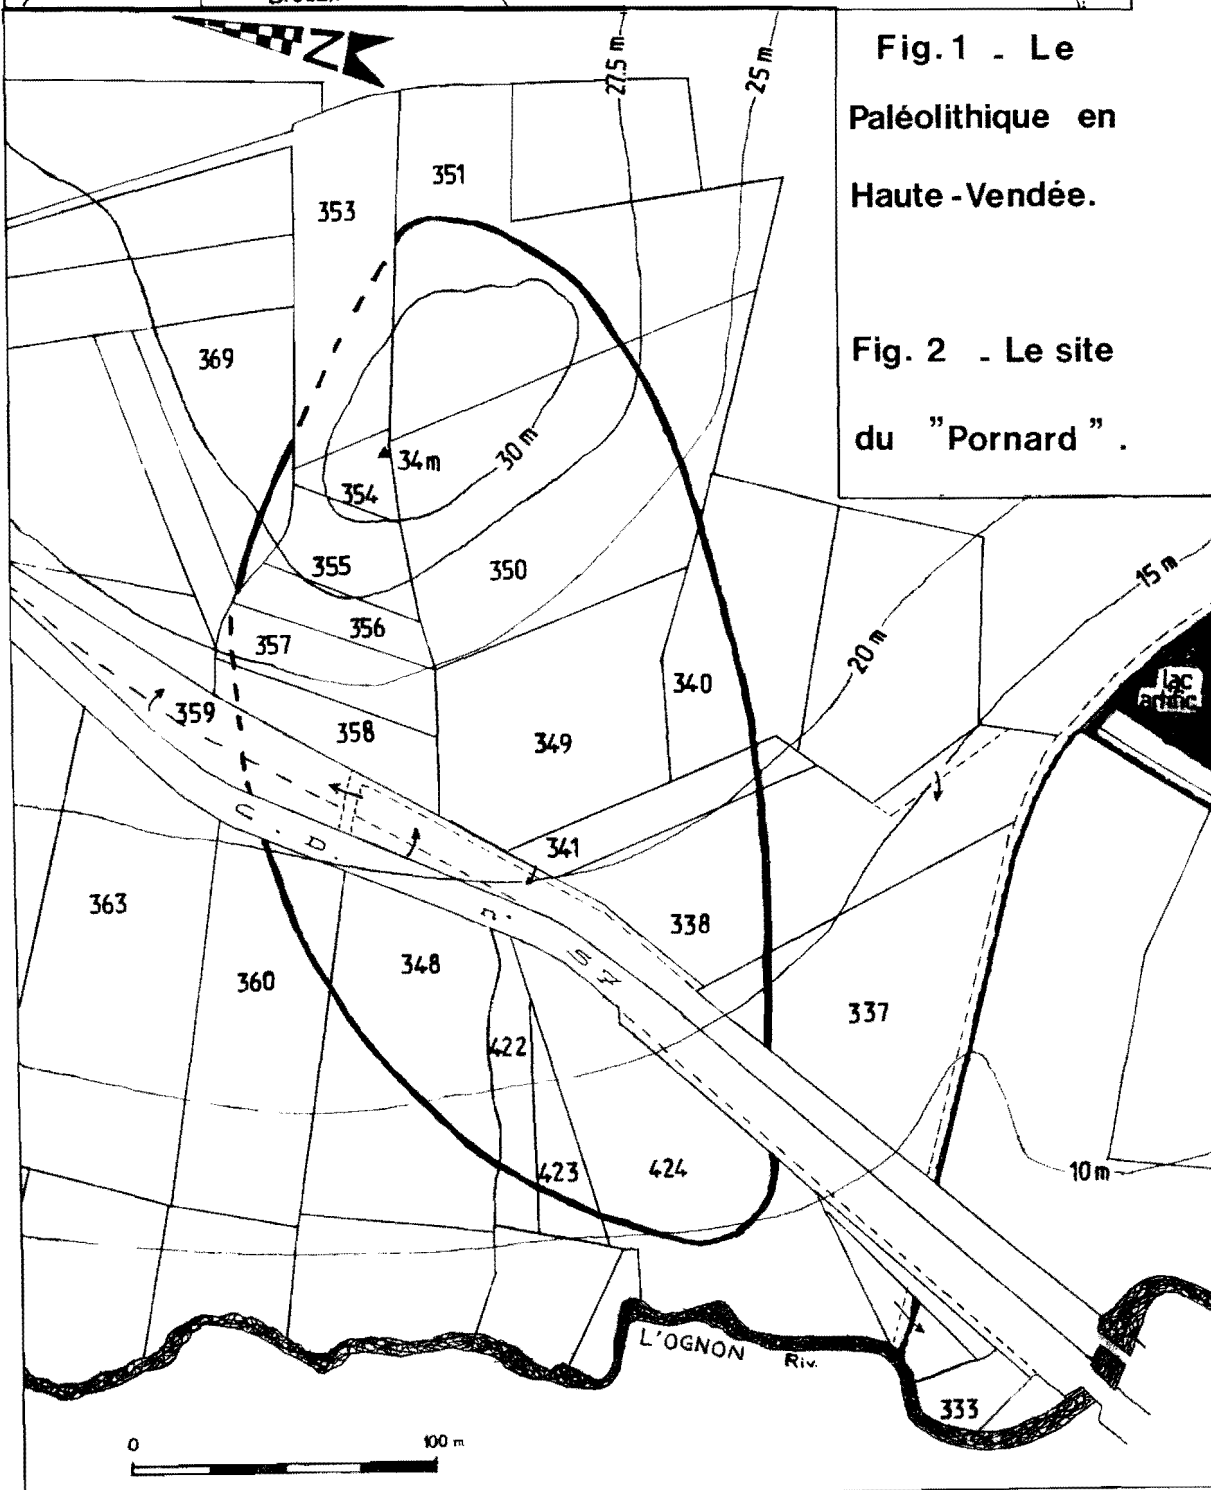 N
27.5 m
25 m
Fig. 1 - Le
Paléolithique en
Haute-Vendée.
Fig. 2 - Le site
du "Pornard".
351
353
369
34m
30 m
354
355
350
15 m
356
357
20 m
340
lac
artific.
359
358
349
C. D. n° 57
341
363
338
348
360
337
422
423
424
10 m
L'OGNON Riv.
333
0 100 m